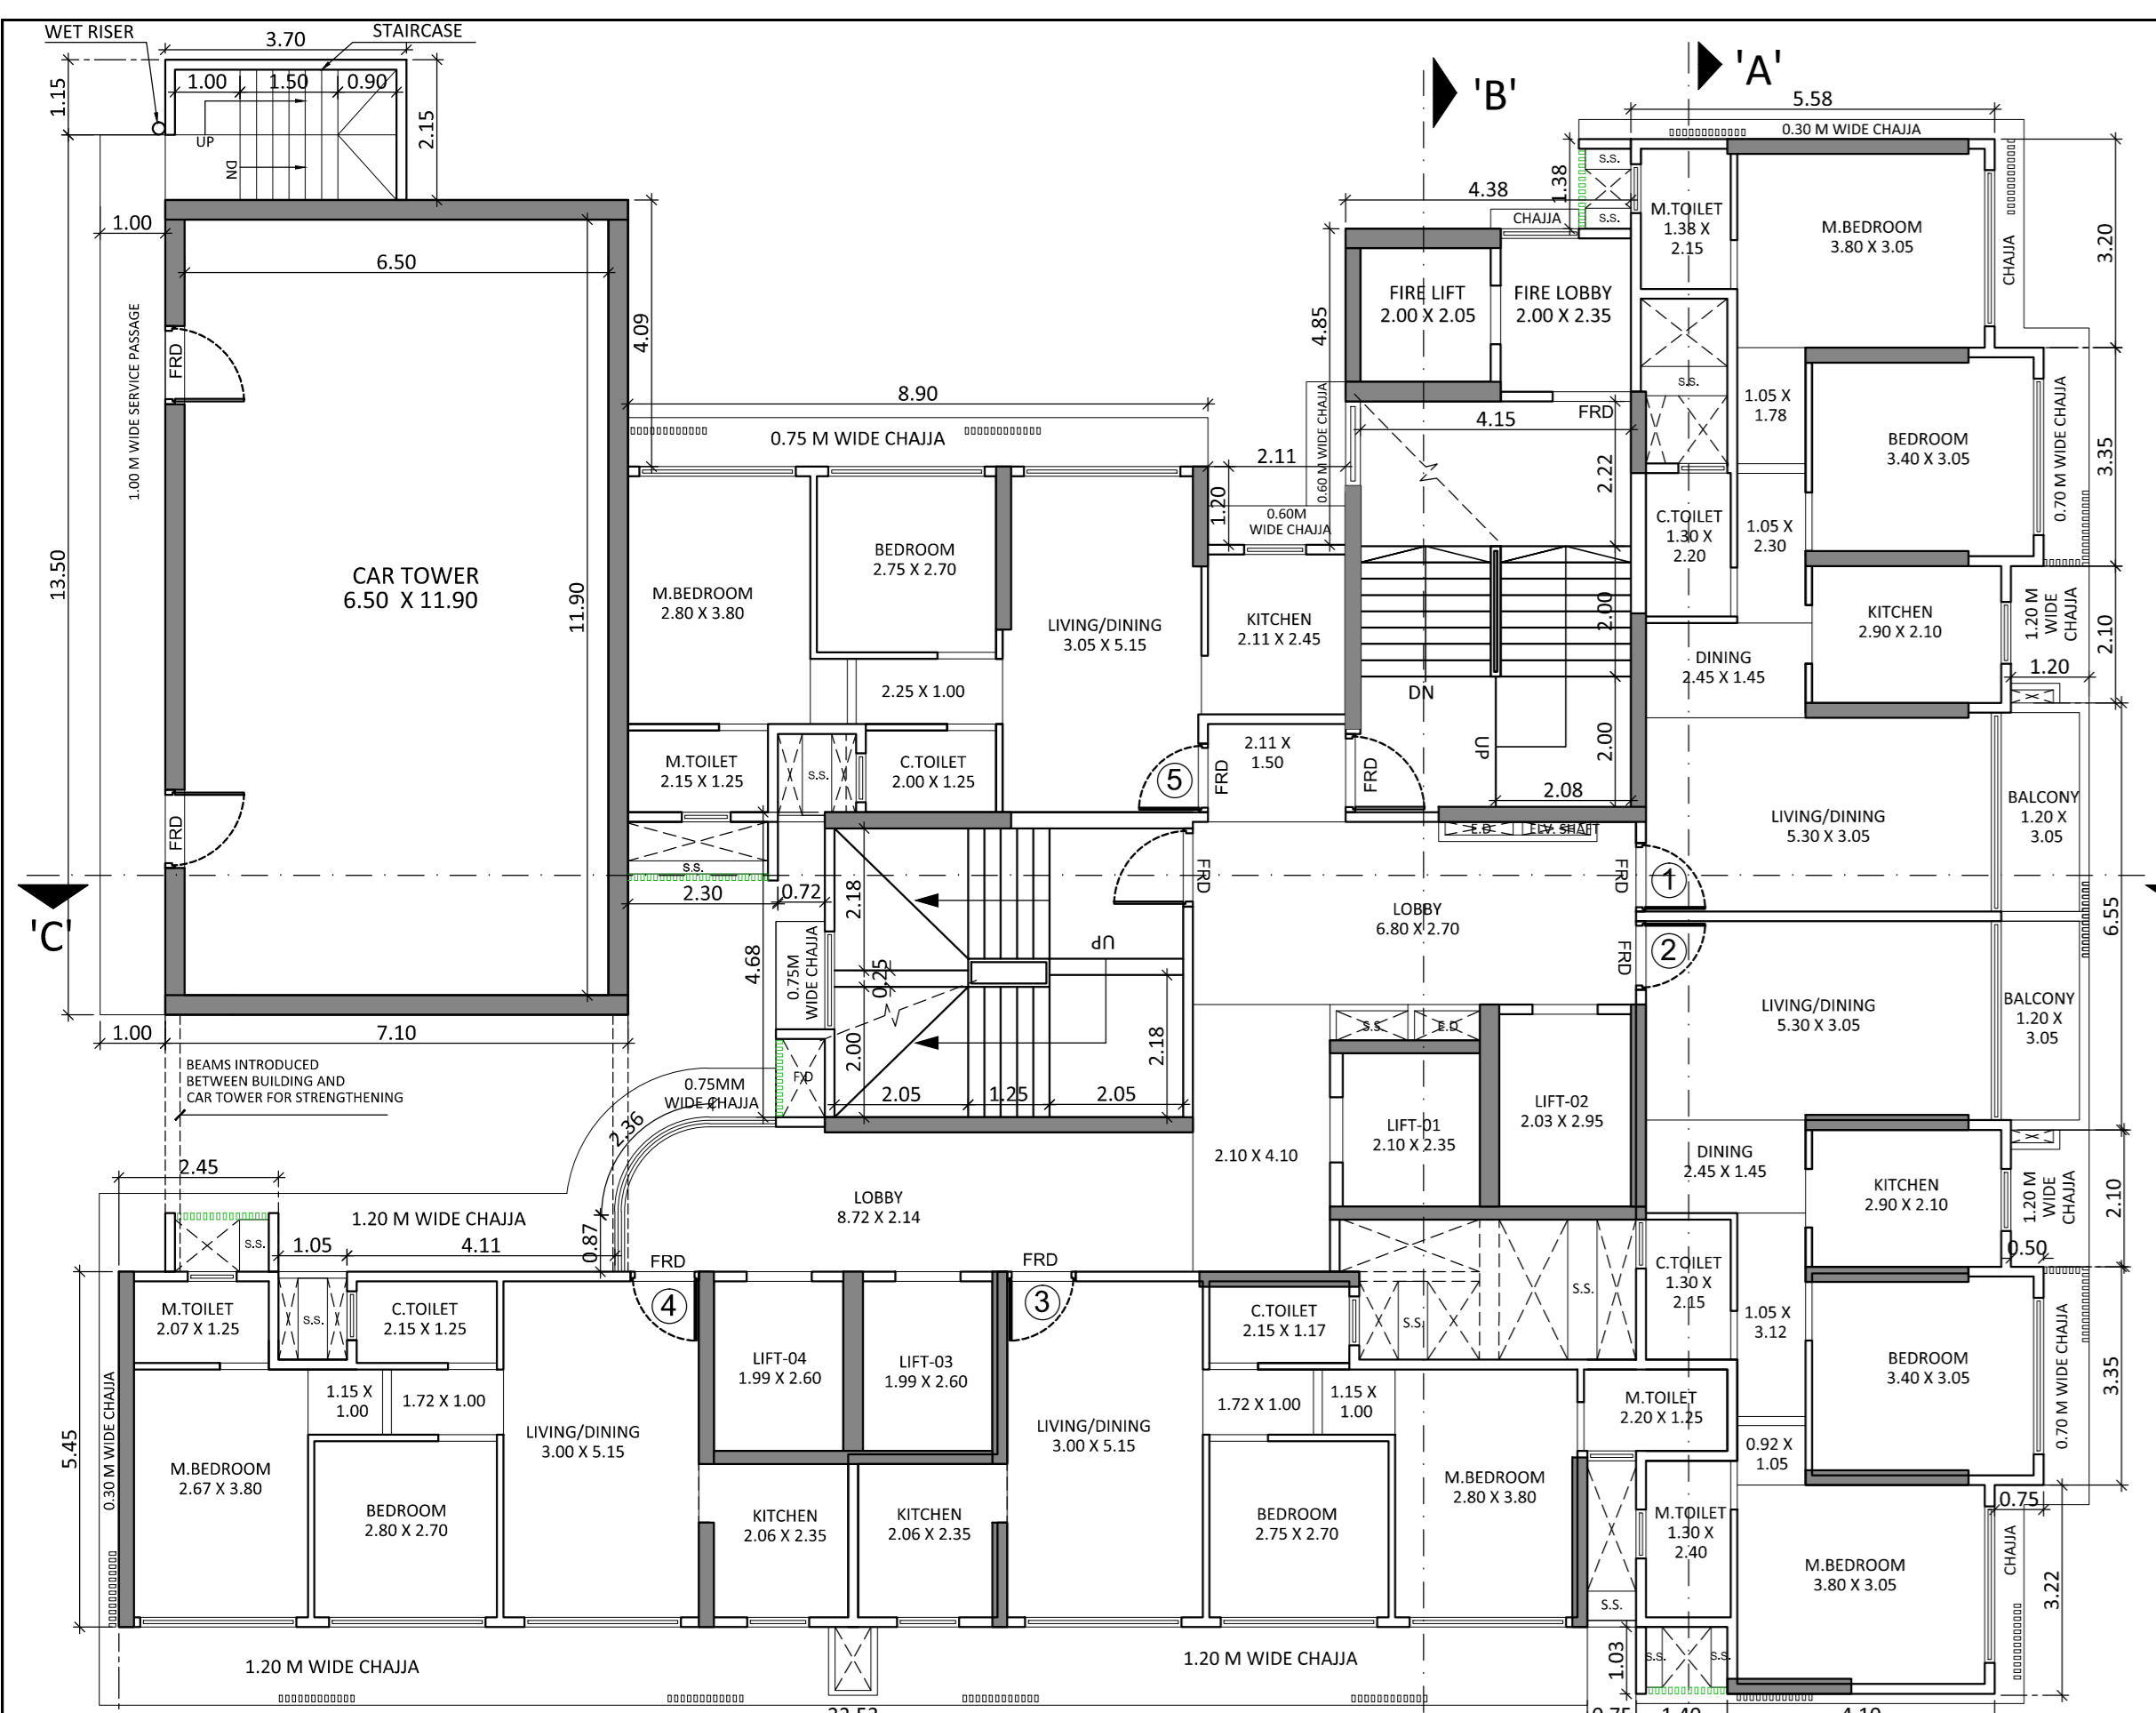 WET RISER
3.70
STAIRCASE
1.15
1.00
1.50
0.90
UP
DN
2.15
'B'
'A'
5.58
0.30 M WIDE CHAJJA
1.00
6.50
1.00 M WIDE SERVICE PASSAGE
FRD
13.50
CAR TOWER
6.50 X 11.90
11.90
FRD
'C'
1.00
7.10
BEAMS INTRODUCED
BETWEEN BUILDING AND
CAR TOWER FOR STRENGTHENING
4.09
8.90
0.75 M WIDE CHAJJA
M.BEDROOM
2.80 X 3.80
BEDROOM
2.75 X 2.70
LIVING/DINING
3.05 X 5.15
2.25 X 1.00
M.TOILET
2.15 X 1.25
S.S.
C.TOILET
2.00 X 1.25
5
FRD
2.11
1.20
0.60M
WIDE CHAJJA
0.60 M WIDE CHAJJA
KITCHEN
2.11 X 2.45
2.11 X
1.50
FRD
4.38
1.38
CHAJJA
4.85
FIRE LIFT
2.00 X 2.05
FIRE LOBBY
2.00 X 2.35
FRD
4.15
2.22
2.00
DN
UP
2.00
2.08
E.D
ELV. SHAFT
S.S.
S.S.
M.TOILET
1.38 X
2.15
M.BEDROOM
3.80 X 3.05
CHAJJA
3.20
S.S.
1.05 X
1.78
BEDROOM
3.40 X 3.05
0.70 M WIDE CHAJJA
3.35
C.TOILET
1.30 X
2.20
1.05 X
2.30
KITCHEN
2.90 X 2.10
1.20 M
WIDE
CHAJJA
2.10
1.20
DINING
2.45 X 1.45
LIVING/DINING
5.30 X 3.05
BALCONY
1.20 X
3.05
FRD
1
FRD
2
6.55
LIVING/DINING
5.30 X 3.05
BALCONY
1.20 X
3.05
S.S.
2.30
0.72
2.18
0.25
4.68
0.75M
WIDE CHAJJA
UP
FRD
LOBBY
6.80 X 2.70
2.00
2.18
F.D
2.05
1.25
2.05
0.75MM
WIDE CHAJJA
2.36
S.S.
E.D
LIFT-01
2.10 X 2.35
LIFT-02
2.03 X 2.95
2.10 X 4.10
DINING
2.45 X 1.45
KITCHEN
2.90 X 2.10
1.20 M
WIDE
CHAJJA
2.10
0.50
2.45
1.20 M WIDE CHAJJA
S.S.
1.05
4.11
0.87
LOBBY
8.72 X 2.14
FRD
FRD
4
3
M.TOILET
2.07 X 1.25
S.S.
C.TOILET
2.15 X 1.25
LIFT-04
1.99 X 2.60
LIFT-03
1.99 X 2.60
C.TOILET
2.15 X 1.17
S.S.
S.S.
C.TOILET
1.30 X
2.15
1.05 X
3.12
BEDROOM
3.40 X 3.05
0.70 M WIDE CHAJJA
3.35
0.30 M WIDE CHAJJA
5.45
1.15 X
1.00
1.72 X 1.00
LIVING/DINING
3.00 X 5.15
M.BEDROOM
2.67 X 3.80
BEDROOM
2.80 X 2.70
KITCHEN
2.06 X 2.35
KITCHEN
2.06 X 2.35
LIVING/DINING
3.00 X 5.15
1.72 X 1.00
1.15 X
1.00
BEDROOM
2.75 X 2.70
M.BEDROOM
2.80 X 3.80
M.TOILET
2.20 X 1.25
0.92 X
1.05
M.TOILET
1.30 X
2.40
S.S.
M.BEDROOM
3.80 X 3.05
0.75
CHAJJA
3.22
1.20 M WIDE CHAJJA
1.20 M WIDE CHAJJA
1.03
S.S.
S.S.
22.53
0.75
1.40
4.10